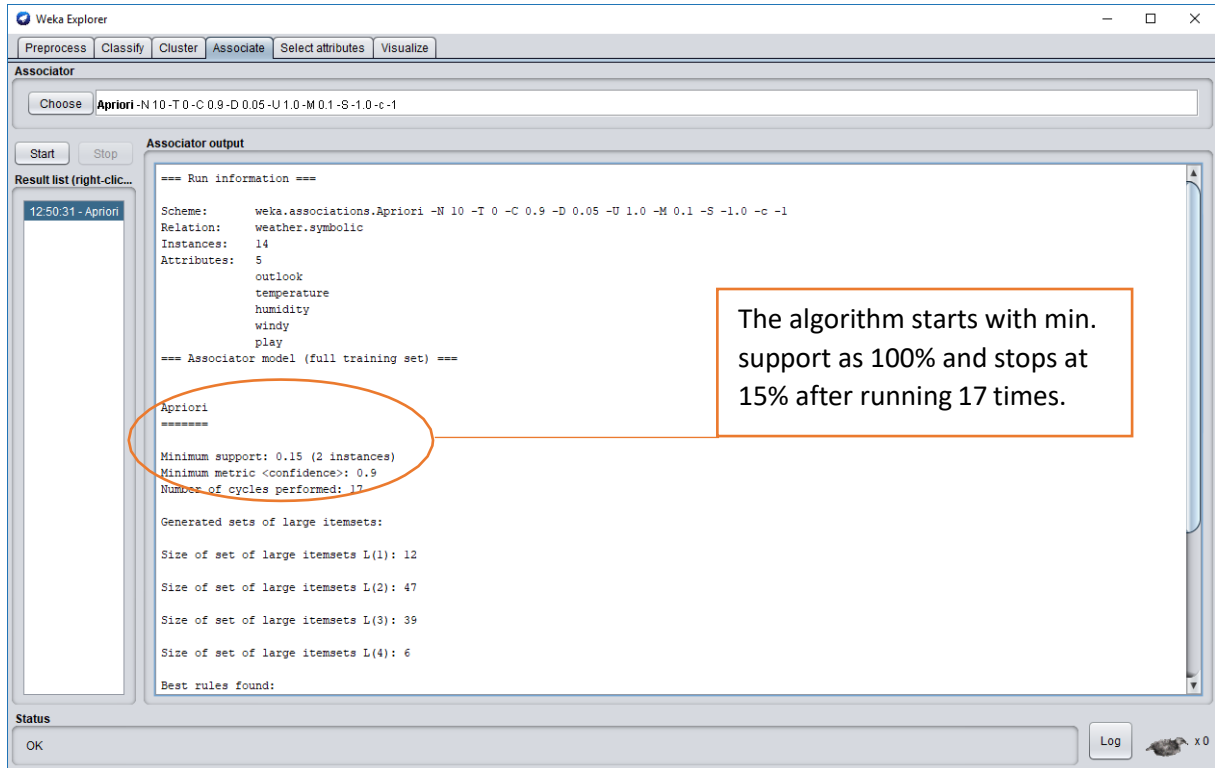 Weka Explorer
Preprocess Classify Cluster Associate Select attributes Visualize
Associator
Choose Apriori -N 10 -T 0 -C 0.9 -D 0.05 -U 1.0 -M 0.1 -S -1.0 -c -1
Start Stop
Result list (right-clic...
12:50:31 - Apriori
Associator output
=== Run information ===
Scheme: weka.associations.Apriori -N 10 -T 0 -C 0.9 -D 0.05 -U 1.0 -M 0.1 -S -1.0 -c -1
Relation: weather.symbolic
Instances: 14
Attributes: 5
outlook
temperature
humidity
windy
play
=== Associator model (full training set) ===
Apriori
=======
Minimum support: 0.15 (2 instances)
Minimum metric <confidence>: 0.9
Number of cycles performed: 17
Generated sets of large itemsets:
Size of set of large itemsets L(1): 12
Size of set of large itemsets L(2): 47
Size of set of large itemsets L(3): 39
Size of set of large itemsets L(4): 6
Best rules found:
The algorithm starts with min.
support as 100% and stops at
15% after running 17 times.
Status
OK
Log
x 0